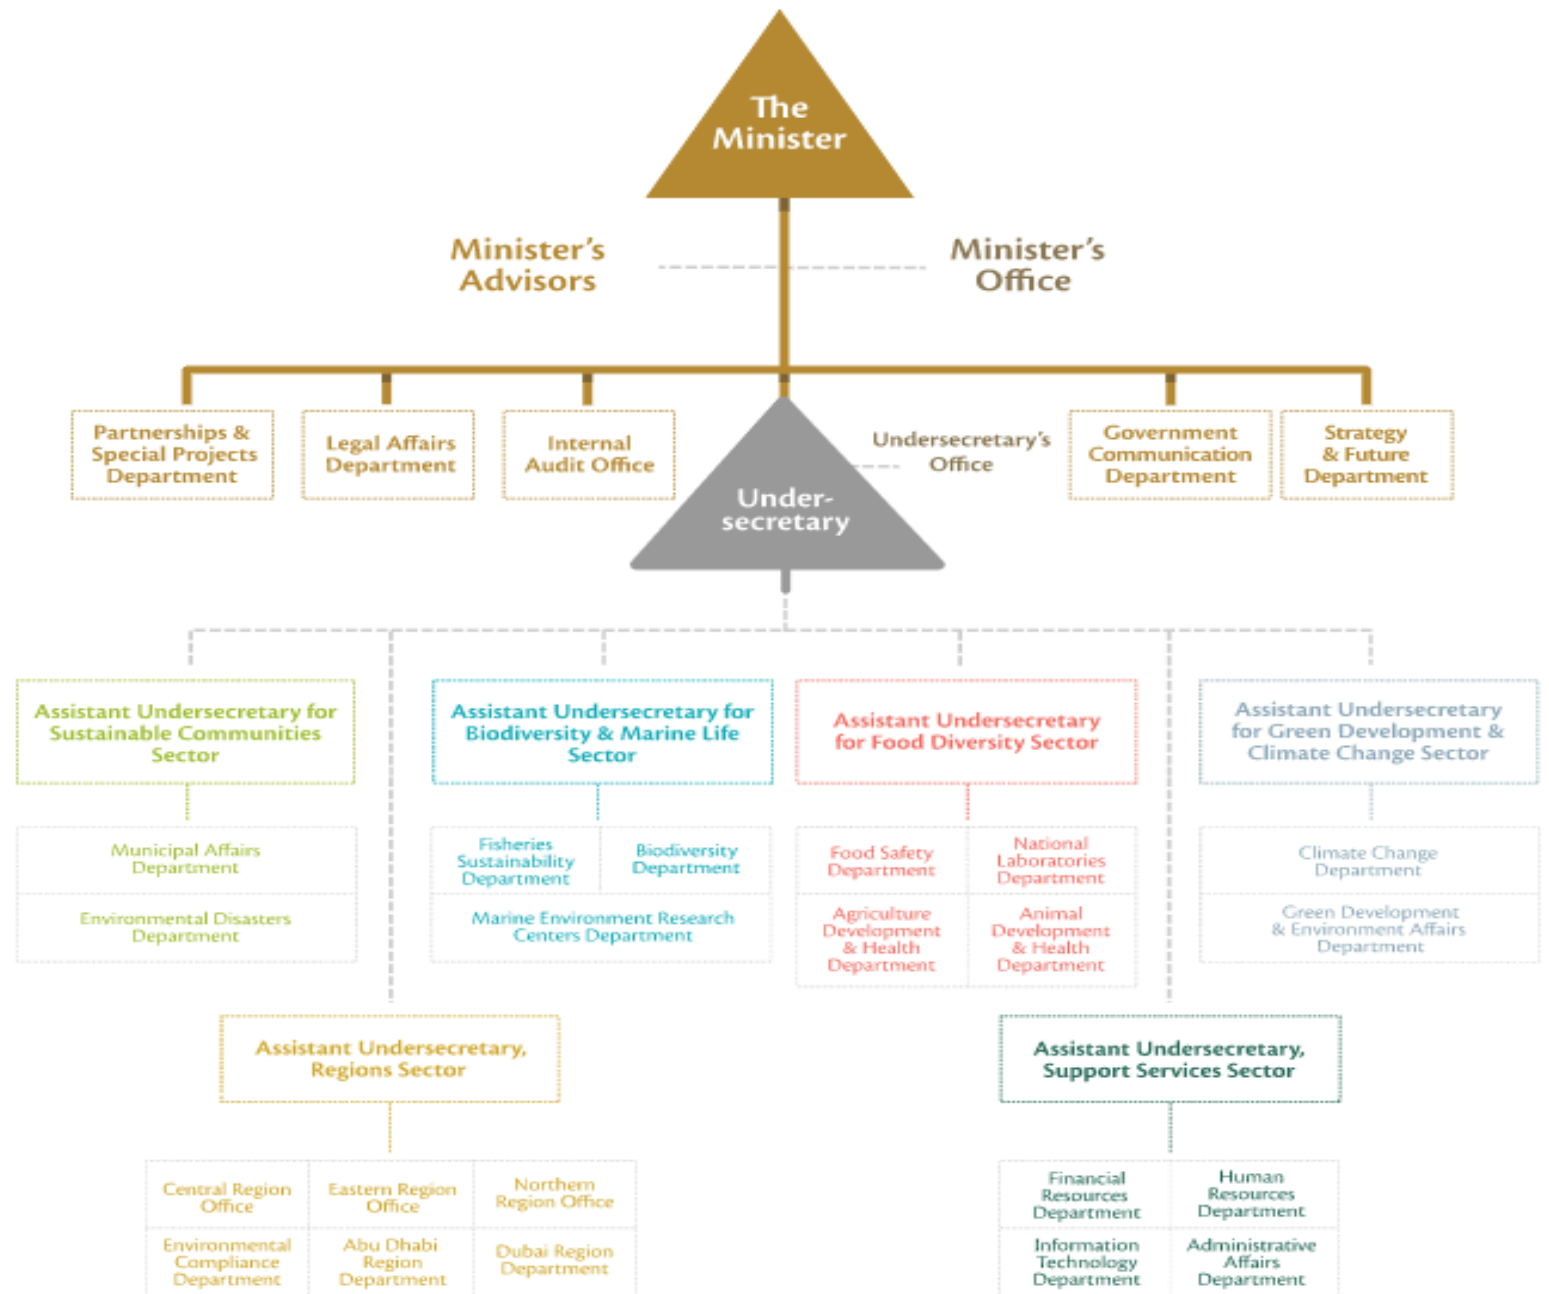 The
Minister
Minister's
Advisors
Minister's
Office
Partnerships &
Special Projects
Department
Legal Affairs
Department
Internal
Audit Office
Undersecretary's
Office
Government
Communication
Department
Strategy
& Future
Department
Under-
secretary
Assistant Undersecretary for
Sustainable Communities
Sector
Assistant Undersecretary for
Biodiversity & Marine Life
Sector
Assistant Undersecretary
for Food Diversity Sector
Assistant Undersecretary
for Green Development &
Climate Change Sector
Municipal Affairs
Department
Environmental Disasters
Department
Fisheries
Sustainability
Department
Biodiversity
Department
Marine Environment Research
Centers Department
Food Safety
Department
National
Laboratories
Department
Agriculture
Development
& Health
Department
Animal
Development
& Health
Department
Climate Change
Department
Green Development
& Environment Affairs
Department
Assistant Undersecretary,
Regions Sector
Assistant Undersecretary,
Support Services Sector
Central Region
Office
Eastern Region
Office
Northern
Region Office
Environmental
Compliance
Department
Abu Dhabi
Region
Department
Dubai Region
Department
Financial
Resources
Department
Human
Resources
Department
Information
Technology
Department
Administrative
Affairs
Department